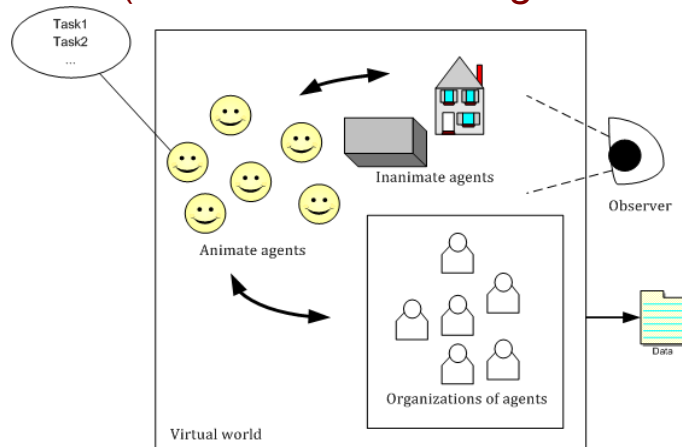 Task1
Task2
...
Inanimate agents
Observer
Animate agents
Data
Organizations of agents
Virtual world